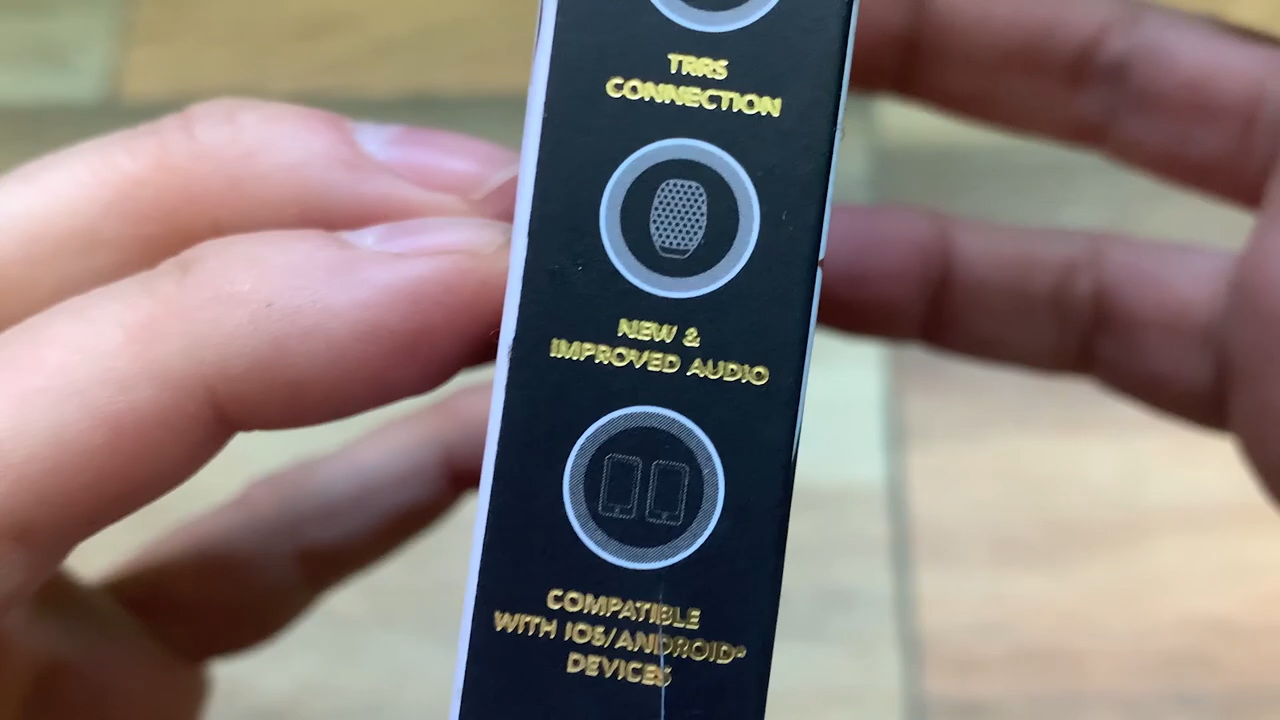 TRRS
CONNECTION
NEW &
IMPROVED AUDIO
COMPATIBLE
WITH IOS/ANDROID®
DEVICES